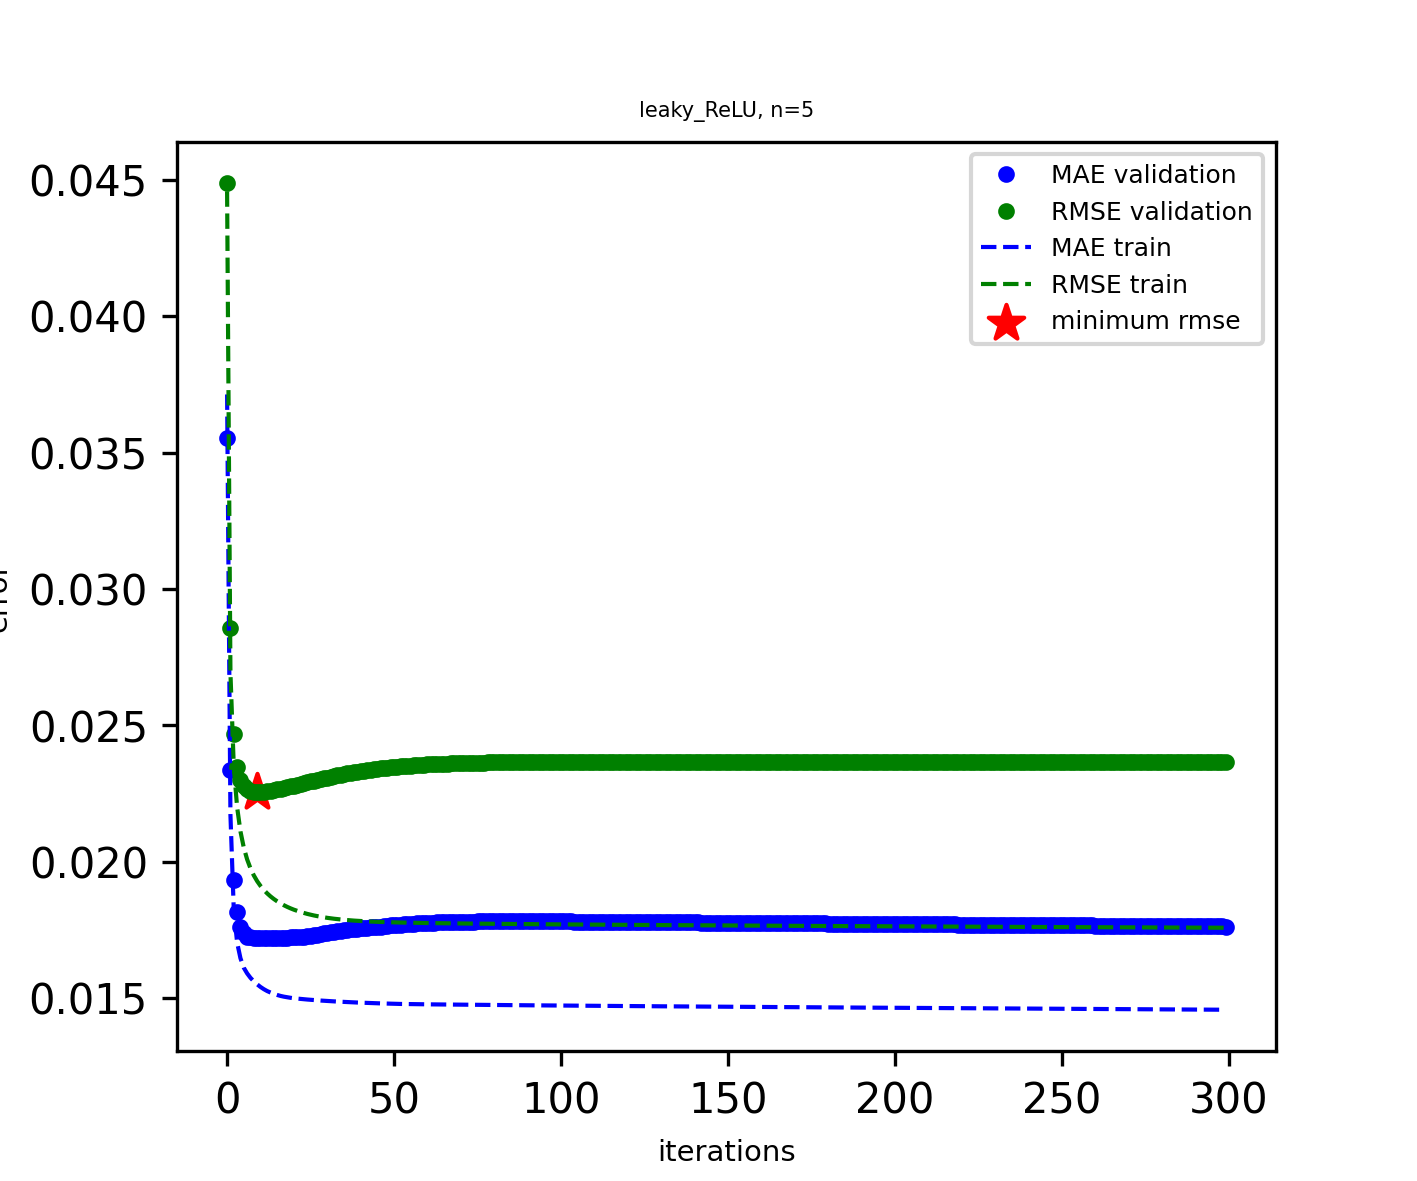 leaky_ReLU, n=5
0.045
0.040
0.035
0.030
0.025
0.020
0.015
MAE validation
RMSE validation
MAE train
RMSE train
minimum rmse
0 50 100 150 200 250 300
iterations